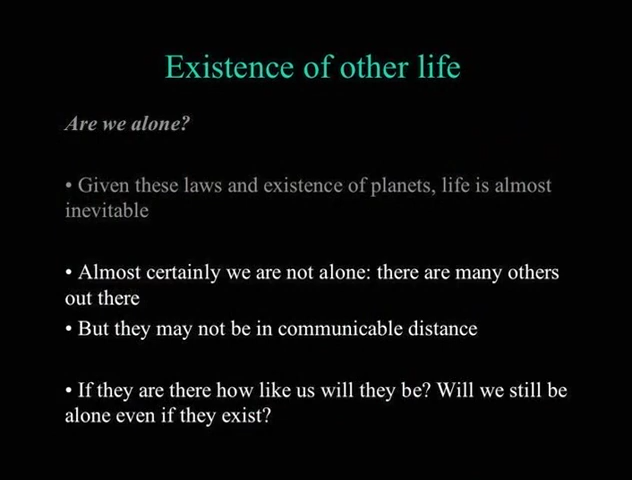 Existence of other life
Are we alone?
• Given these laws and existence of planets, life is almost
inevitable
• Almost certainly we are not alone: there are many others
out there
• But they may not be in communicable distance
• If they are there how like us will they be? Will we still be
alone even if they exist?